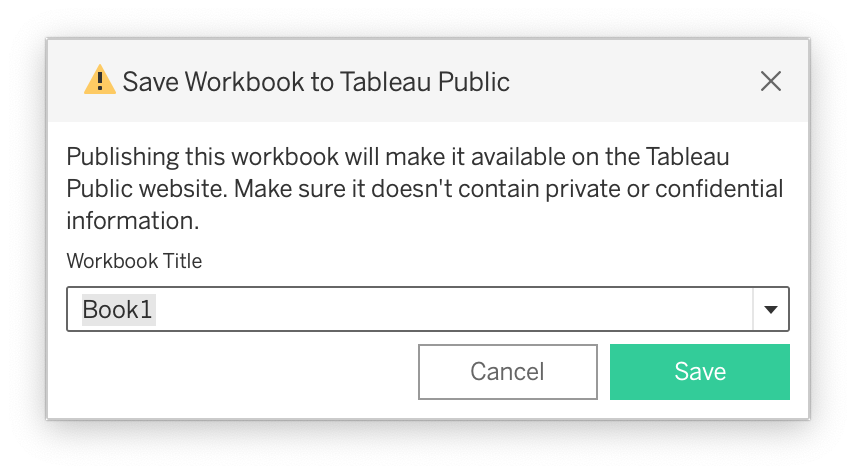 Save Workbook to Tableau Public
Publishing this workbook will make it available on the Tableau
Public website. Make sure it doesn't contain private or confidential
information.
Workbook Title
Book1
Cancel
Save